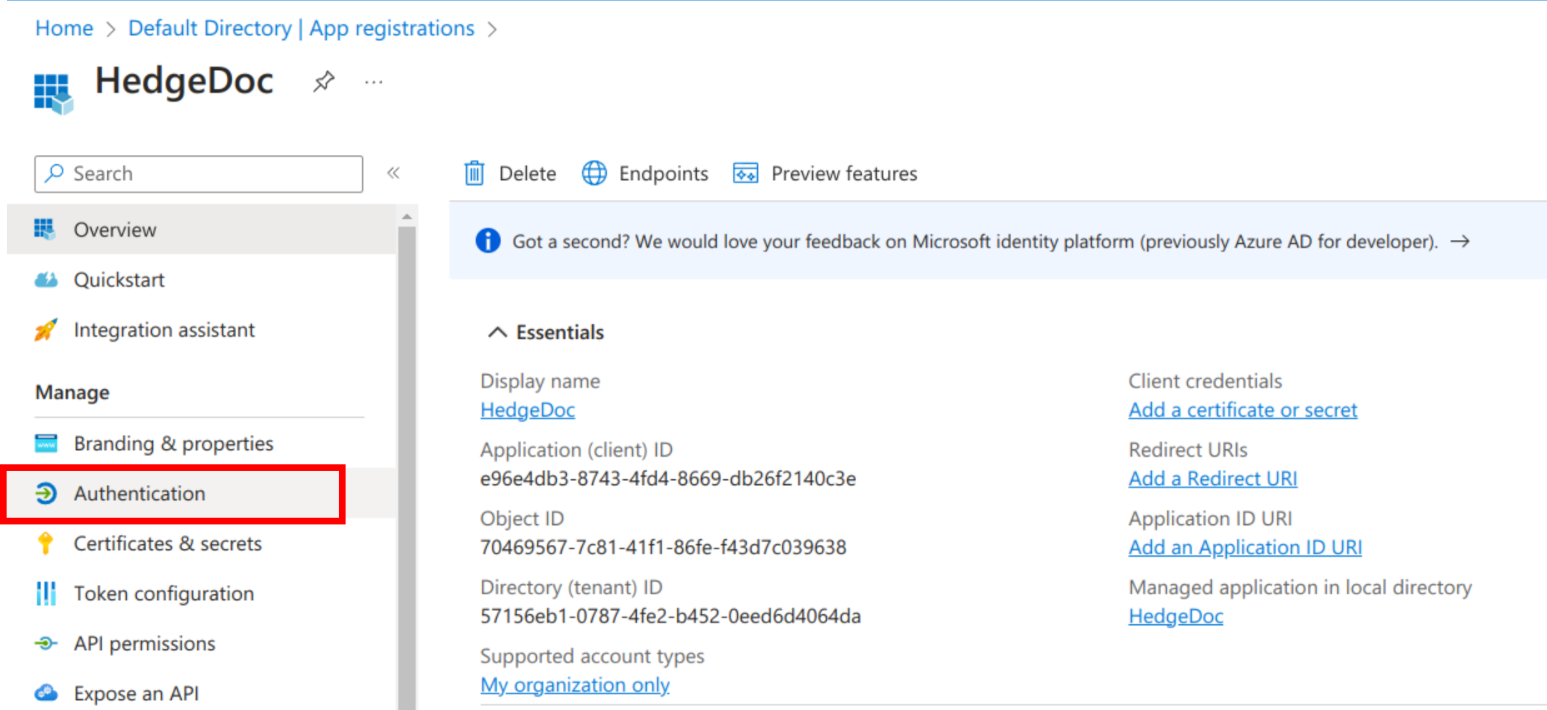 Home > Default Directory | App registrations >
HedgeDoc ...
Search «
Overview
Quickstart
Integration assistant
Manage
Branding & properties
Authentication
Certificates & secrets
Token configuration
API permissions
Expose an API
Delete Endpoints Preview features
Got a second? We would love your feedback on Microsoft identity platform (previously Azure AD for developer). →
Essentials
Display name
HedgeDoc
Application (client) ID
e96e4db3-8743-4fd4-8669-db26f2140c3e
Object ID
70469567-7c81-41f1-86fe-f43d7c039638
Directory (tenant) ID
57156eb1-0787-4fe2-b452-0eed6d4064da
Supported account types
My organization only
Client credentials
Add a certificate or secret
Redirect URIs
Add a Redirect URI
Application ID URI
Add an Application ID URI
Managed application in local directory
HedgeDoc